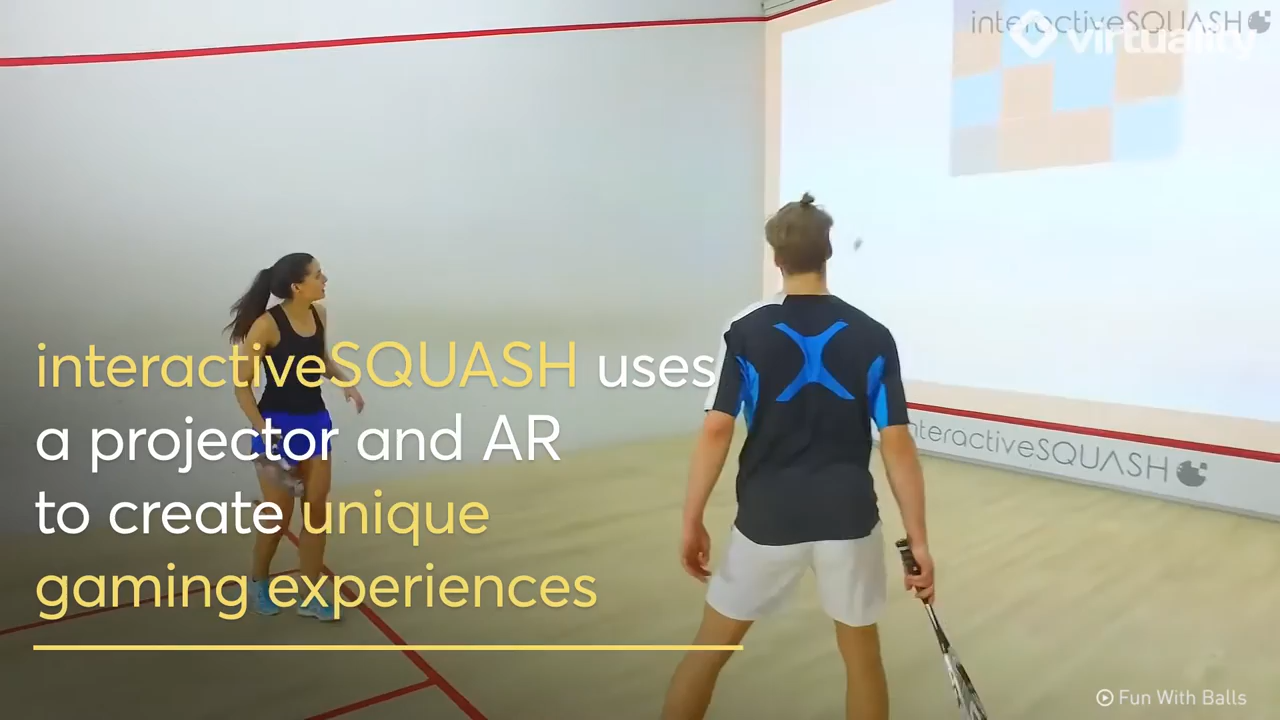 interactiveSQUASH
virtuality
interactiveSQUASH uses
a projector and AR
to create unique
gaming experiences
interactiveSQUASH
Fun With Balls